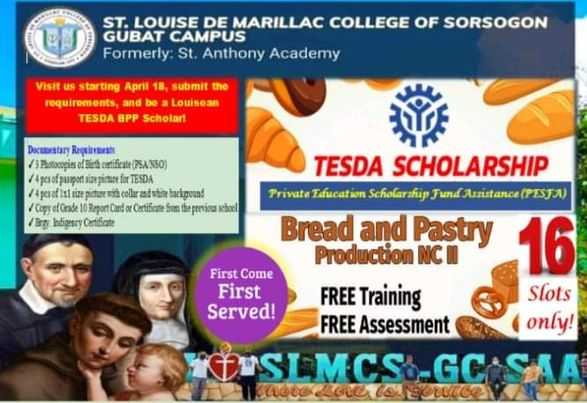 ST. LOUISE DE MARILLAC COLLEGE OF SORSOGON
GUBAT CAMPUS
Formerly: St. Anthony Academy
Visit us starting April 18, submit the
requirements, and be a Louisean
TESDA BPP Scholar!
Documentary Requirements
✓3 Photocopies of Birth certificate (PSA/NSO)
✓4 pcs of passport size picture for TESDA
✓4 pcs of 1x1 size picture with collar and white background
✓Copy of Grade 10 Report Card or Certificate from the previous school
✓Brgy. Indigency Certificate
TESDA SCHOLARSHIP
Private Education Scholarship Fund Assistance (PESFA)
Bread and Pastry
Production NC II
16
Slots
only!
First Come
First
Served!
FREE Training
FREE Assessment
SLMCS-GC SAA
Where Love is Service